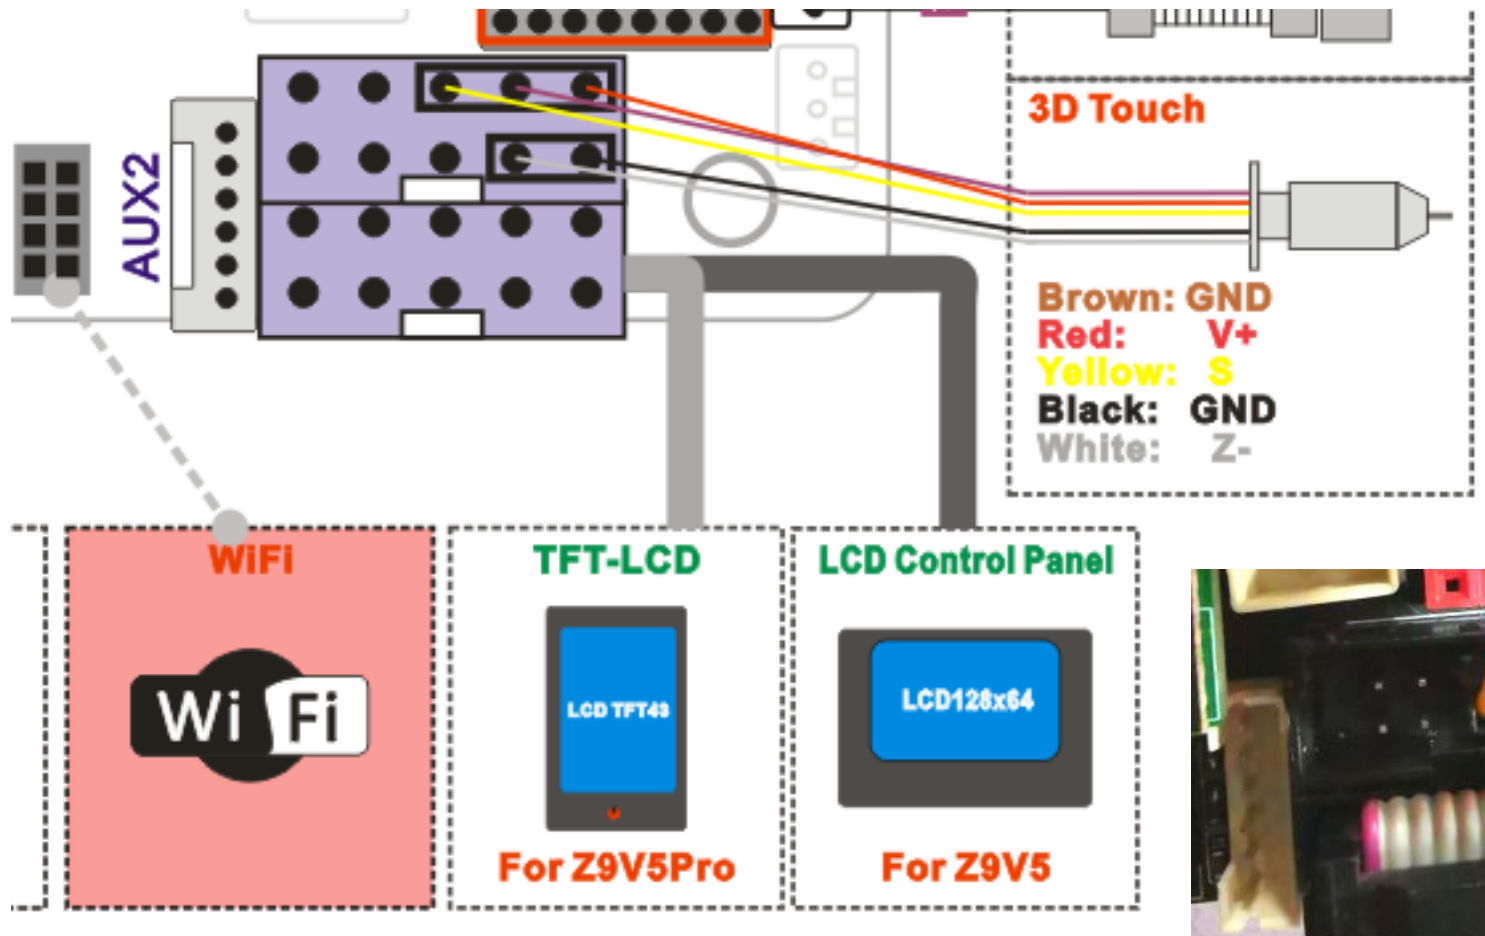 3D Touch
AUX2
Brown: GND
Red: V+
Yellow: S
Black: GND
White: Z-
WiFi
TFT-LCD
LCD Control Panel
Wi Fi
LCD TFT43
LCD128x64
For Z9V5Pro
For Z9V5